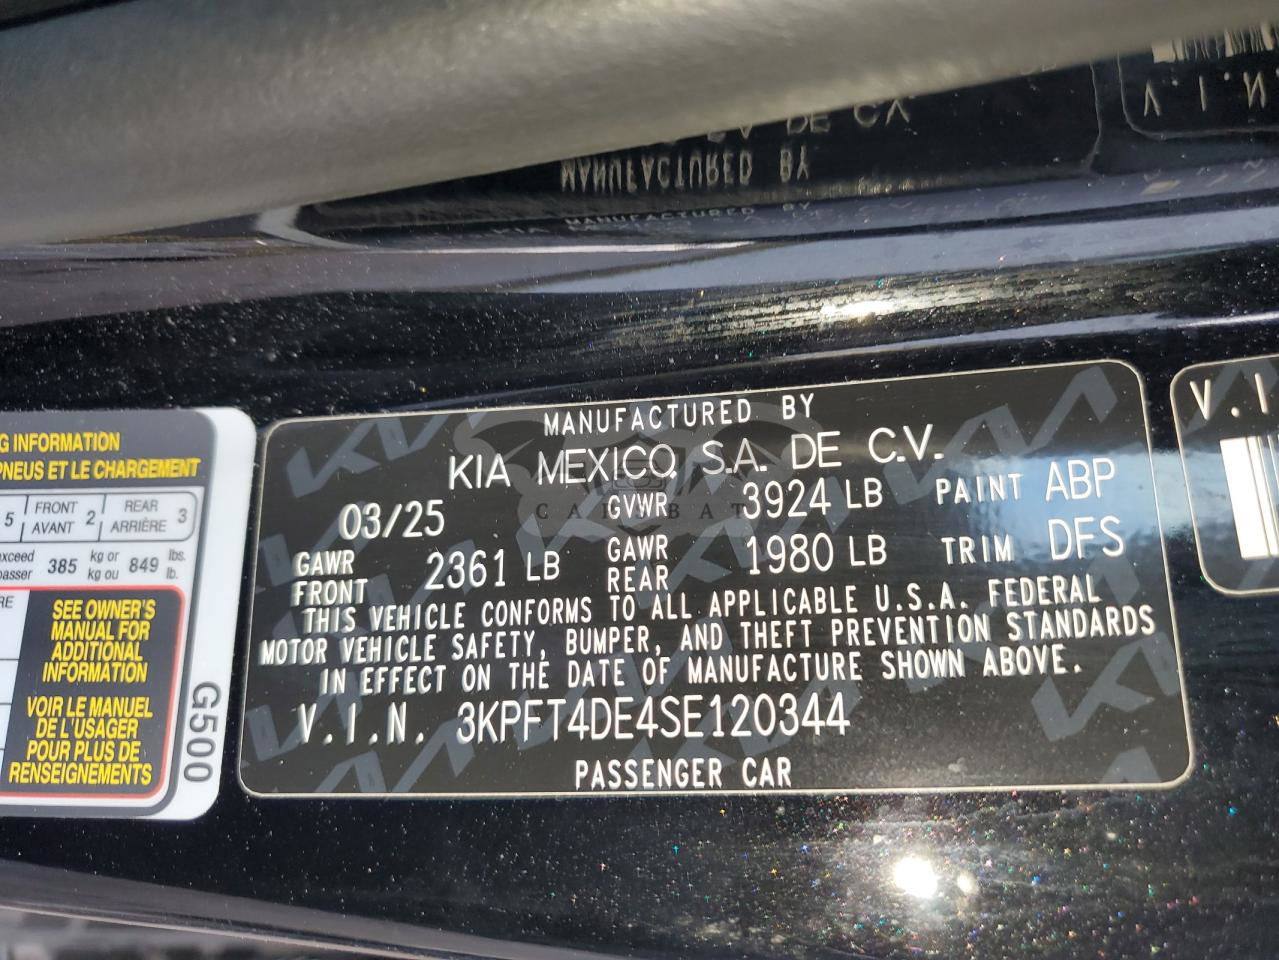 MANUFACTURED BY
KIA MEXICO, S.A. DE C.V.
03/25 GVWR 3924 LB PAINT ABP
GAWR FRONT 2361 LB GAWR REAR 1980 LB TRIM DFS
THIS VEHICLE CONFORMS TO ALL APPLICABLE U.S.A. FEDERAL
MOTOR VEHICLE SAFETY, BUMPER, AND THEFT PREVENTION STANDARDS
IN EFFECT ON THE DATE OF MANUFACTURE SHOWN ABOVE.
V.I.N. 3KPFT4DE4SE120344
PASSENGER CAR
INFORMATION
PNEUS ET LE CHARGEMENT
5 FRONT AVANT 2 REAR ARRIÈRE 3
385 kg or kg ou 849 lbs. lb.
SEE OWNER'S
MANUAL FOR
ADDITIONAL
INFORMATION
VOIR LE MANUEL
DE L'USAGER
POUR PLUS DE
RENSEIGNEMENTS
G500
V.I